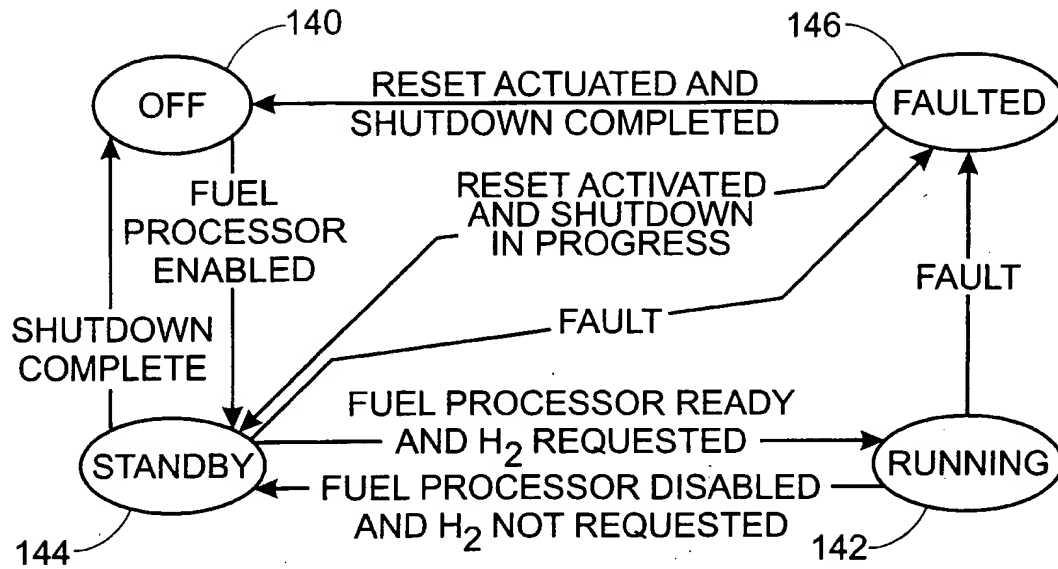 140
146
OFF
RESET ACTUATED AND
SHUTDOWN COMPLETED
FAULTED
FUEL
PROCESSOR
ENABLED
RESET ACTIVATED
AND SHUTDOWN
IN PROGRESS
FAULT
FAULT
SHUTDOWN
COMPLETE
STANDBY
FUEL PROCESSOR READY
AND H2 REQUESTED
RUNNING
FUEL PROCESSOR DISABLED
AND H2 NOT REQUESTED
144
142